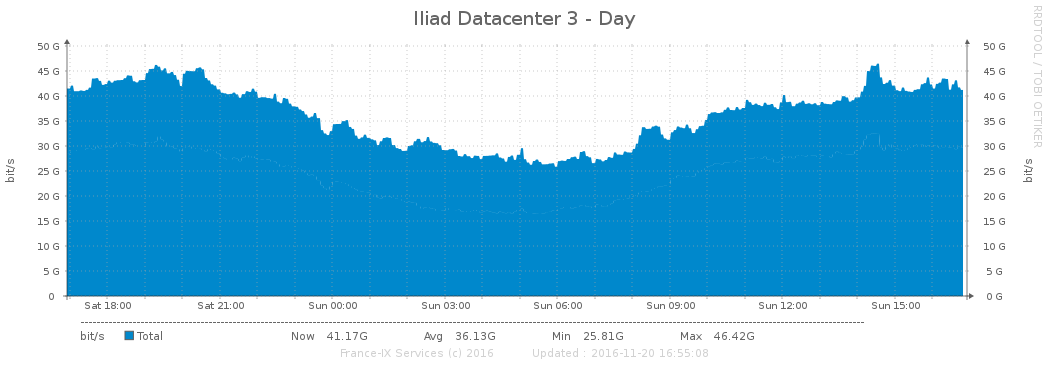 Iliad Datacenter 3 - Day
RRDTOOL / TOBI OETIKER
50 G 50 G
45 G 45 G
40 G 40 G
35 G 35 G
30 G 30 G
25 G 25 G
20 G 20 G
15 G 15 G
10 G 10 G
5 G 5 G
0 0 G
bit/s bit/s
Sat 18:00 Sat 21:00 Sun 00:00 Sun 03:00 Sun 06:00 Sun 09:00 Sun 12:00 Sun 15:00
bit/s Total Now 41.17G Avg 36.13G Min 25.81G Max 46.42G
France-IX Services (c) 2016 Updated : 2016-11-20 16:55:08